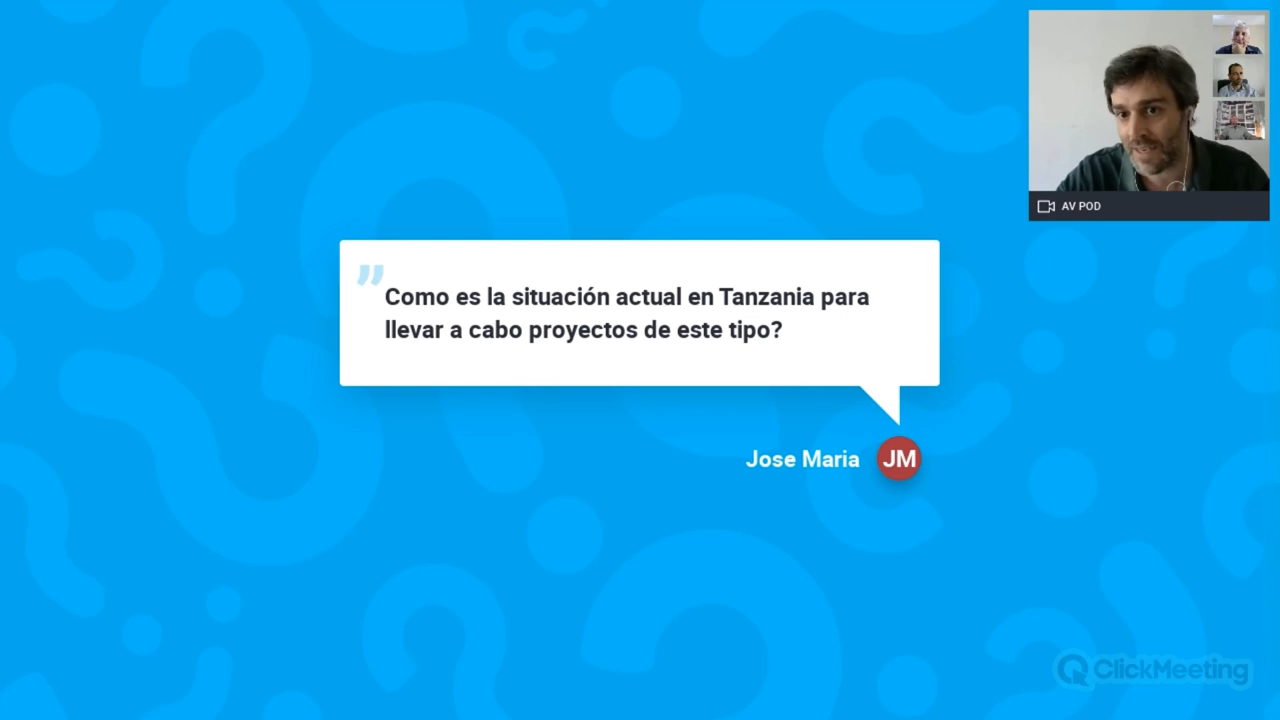 AV POD
"
Como es la situación actual en Tanzania para
llevar a cabo proyectos de este tipo?
Jose Maria
JM
ClickMeeting